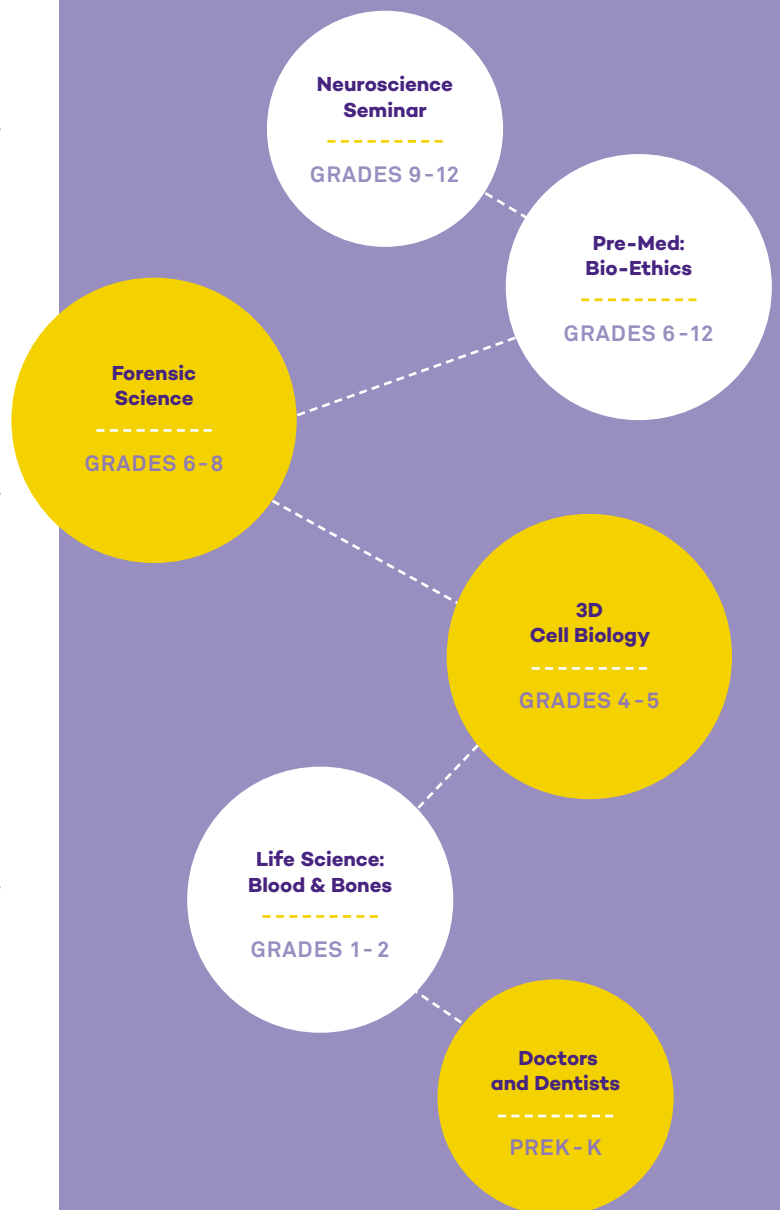 Neuroscience
Seminar
GRADES 9-12
Pre-Med:
Bio-Ethics
GRADES 6-12
Forensic
Science
GRADES 6-8
3D
Cell Biology
GRADES 4-5
Life Science:
Blood & Bones
GRADES 1-2
Doctors
and Dentists
PREK-K